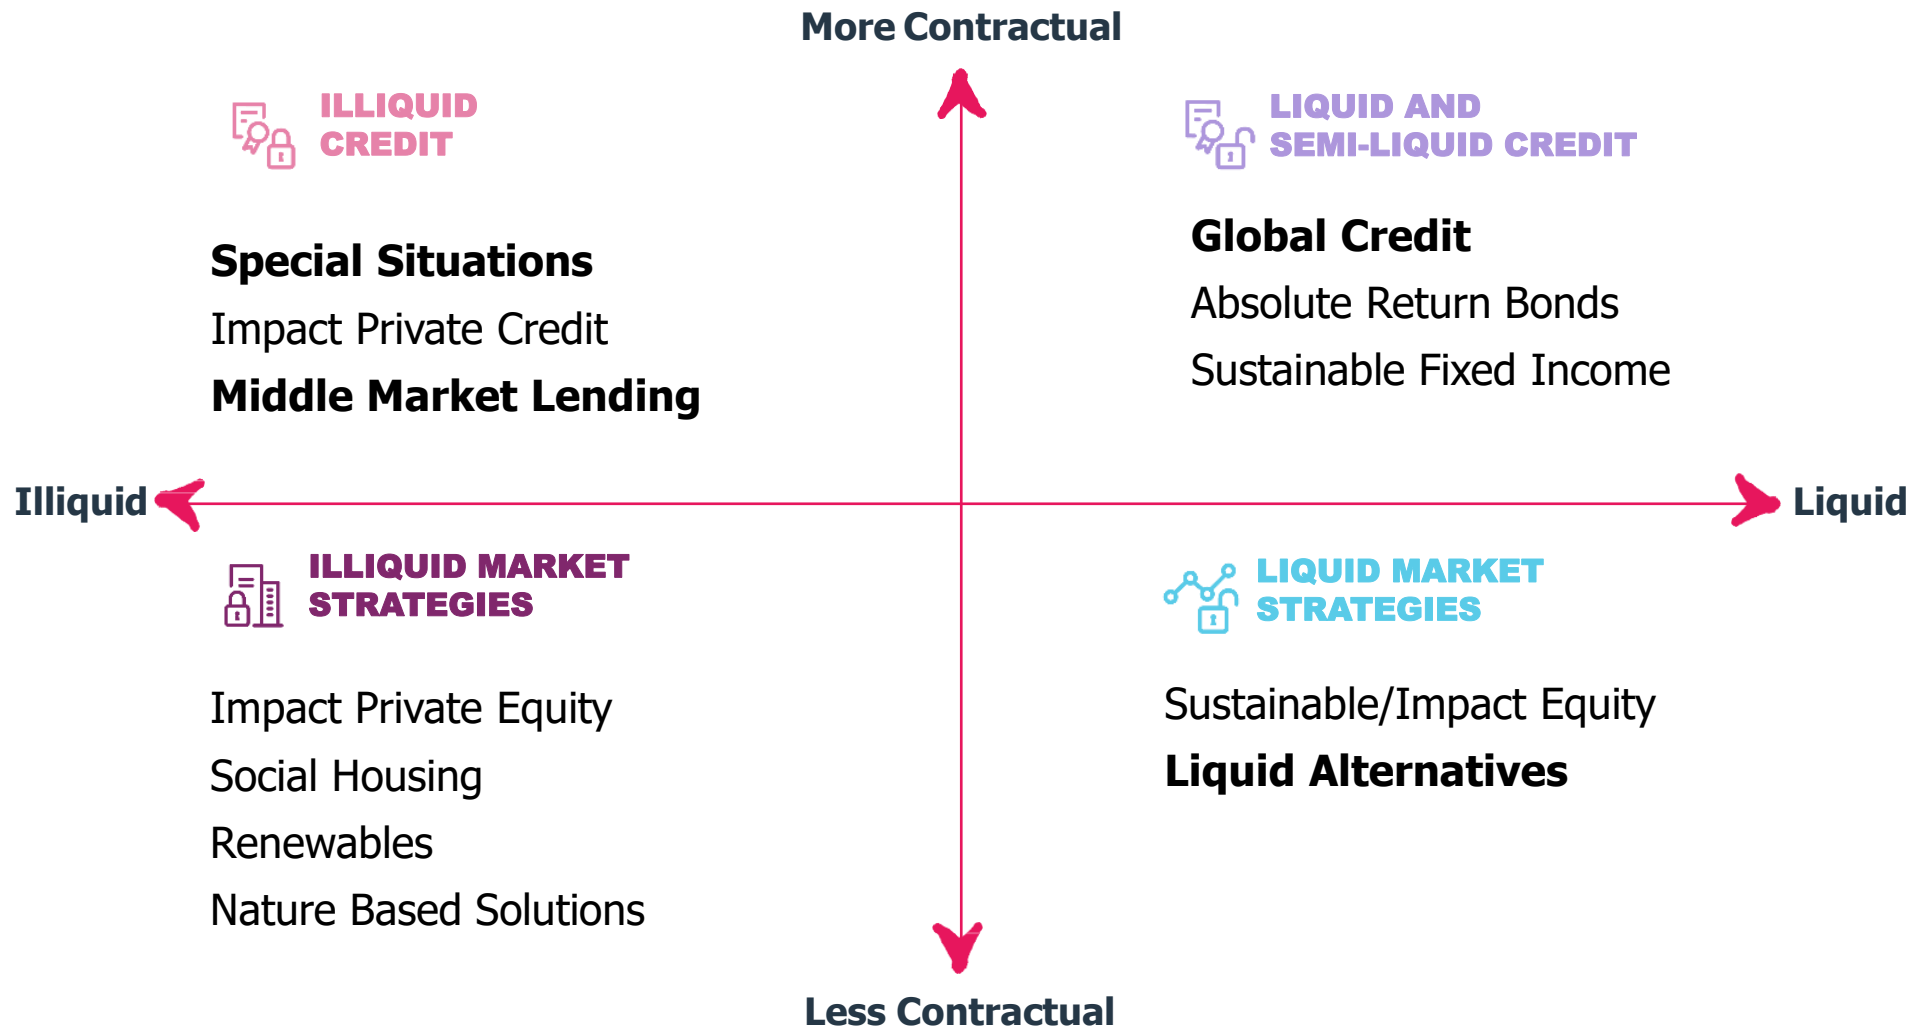 More Contractual
ILLIQUID
CREDIT
Special Situations
Impact Private Credit
Middle Market Lending
LIQUID AND
SEMI-LIQUID CREDIT
Global Credit
Absolute Return Bonds
Sustainable Fixed Income
Illiquid
Liquid
ILLIQUID MARKET
STRATEGIES
Impact Private Equity
Social Housing
Renewables
Nature Based Solutions
LIQUID MARKET
STRATEGIES
Sustainable/Impact Equity
Liquid Alternatives
Less Contractual